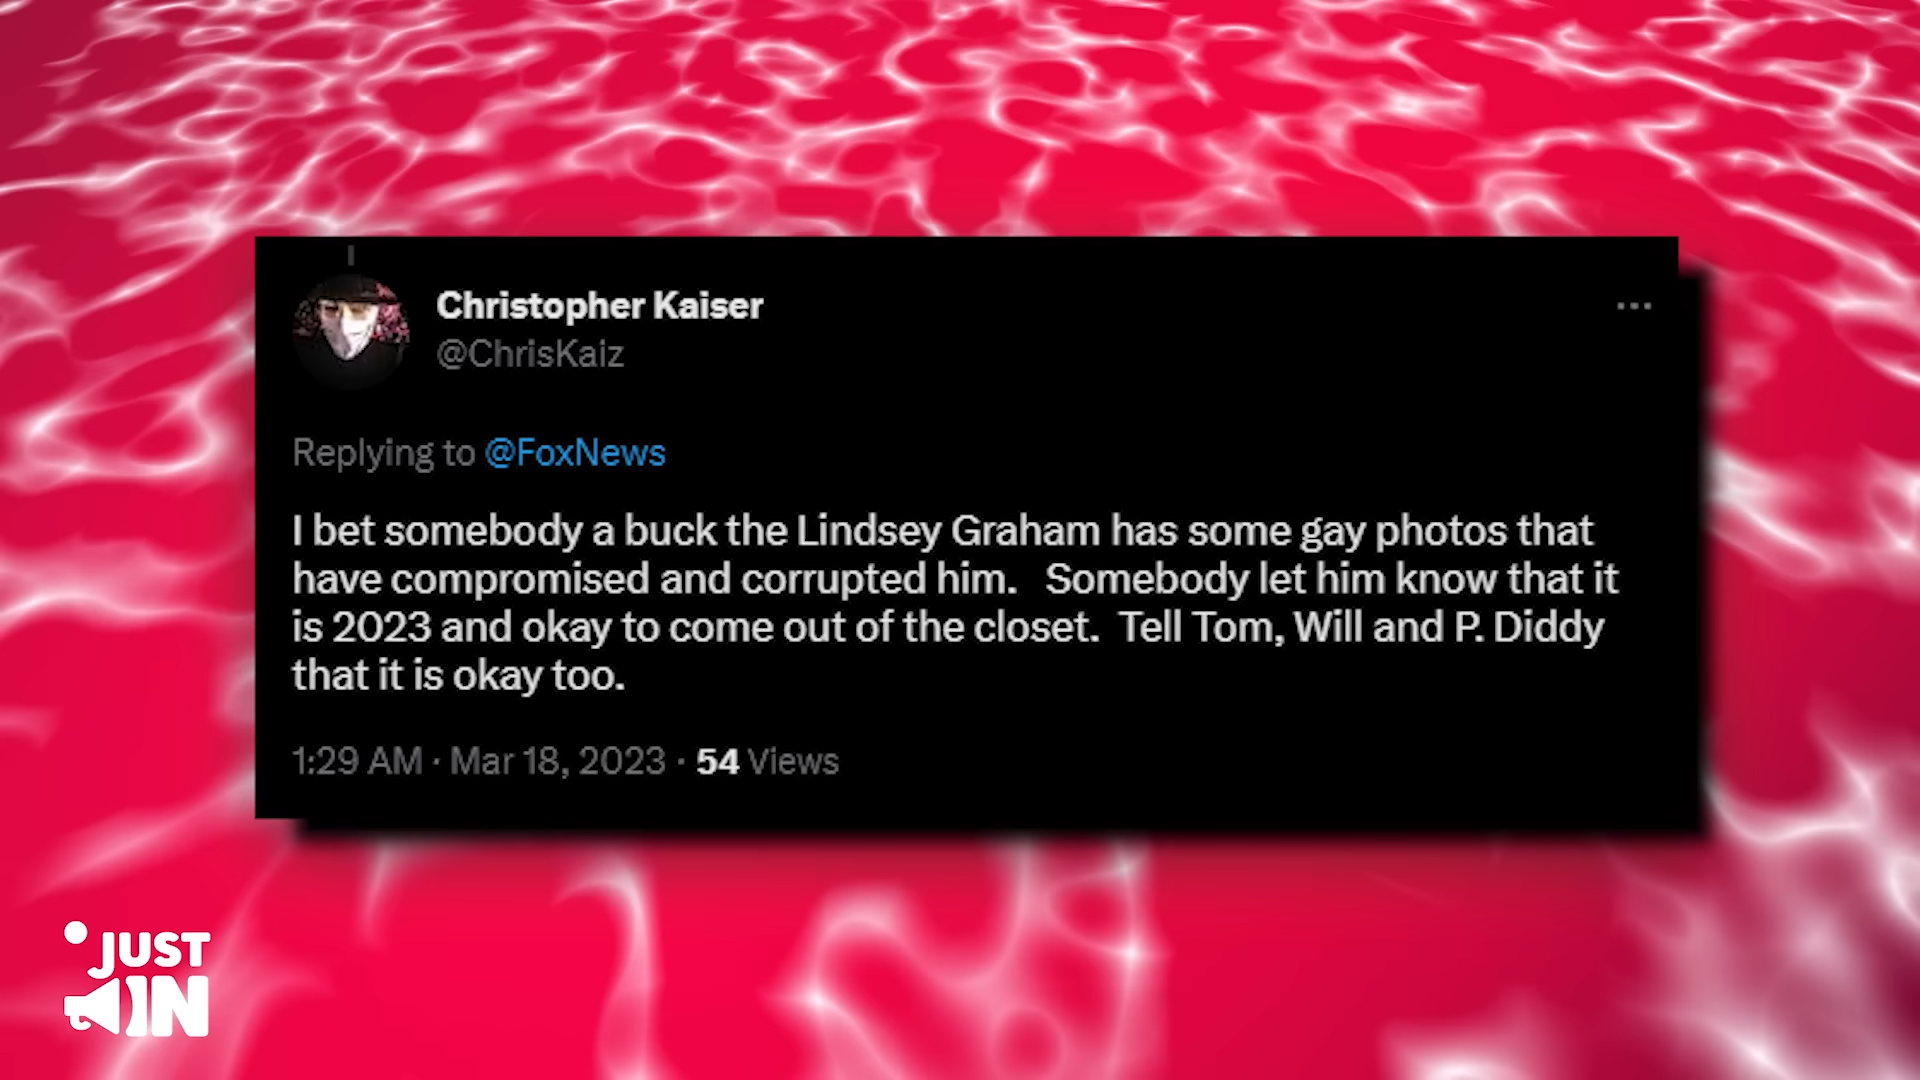 Christopher Kaiser
@ChrisKaiz
Replying to @FoxNews
I bet somebody a buck the Lindsey Graham has some gay photos that
have compromised and corrupted him.   Somebody let him know that it
is 2023 and okay to come out of the closet.  Tell Tom, Will and P. Diddy
that it is okay too.
1:29 AM · Mar 18, 2023 · 54 Views
JUST
IN